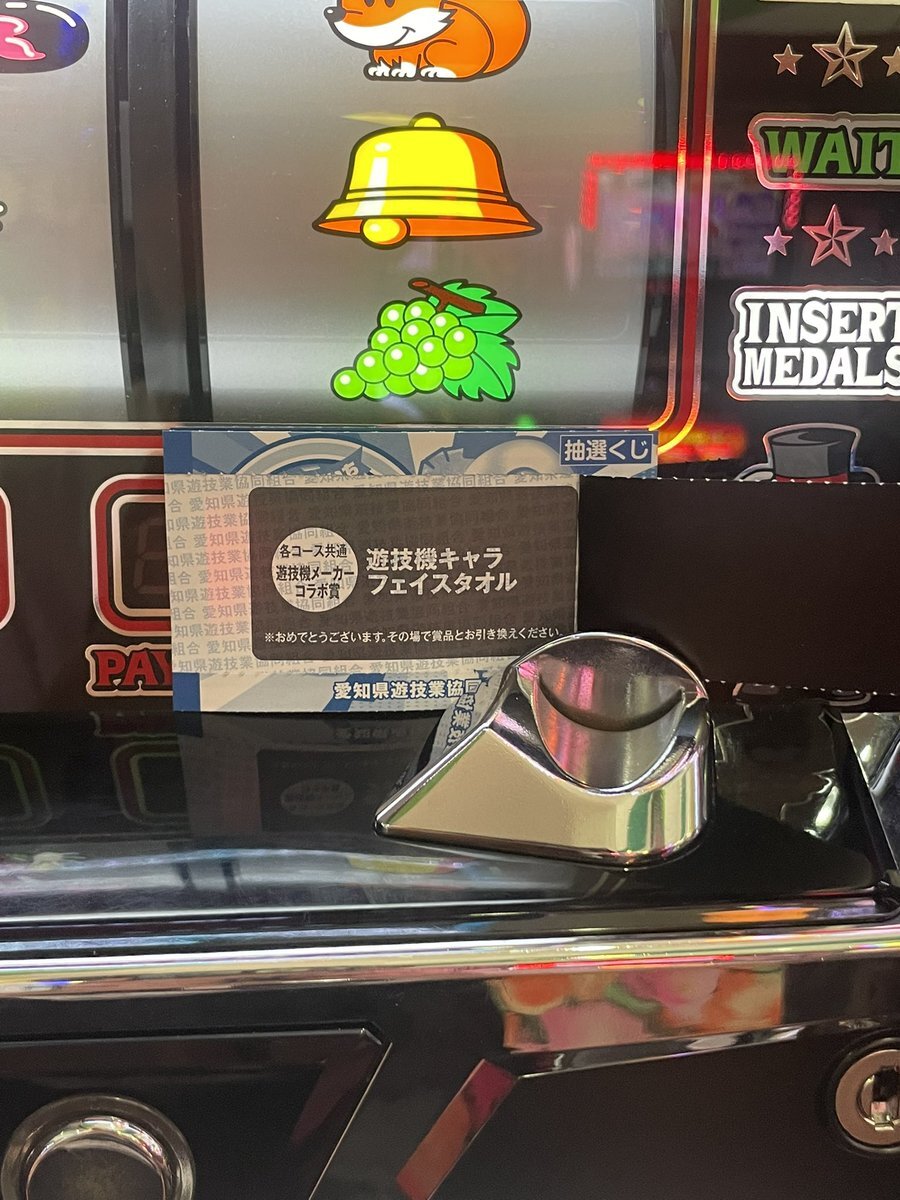 WAIT
INSERT
MEDALS
抽選くじ
各コース共通
遊技機メーカー
コラボ賞
遊技機キャラ
フェイスタオル
※おめでとうございます。その場で賞品とお引き換えください。
愛知県遊技業協同
PAY